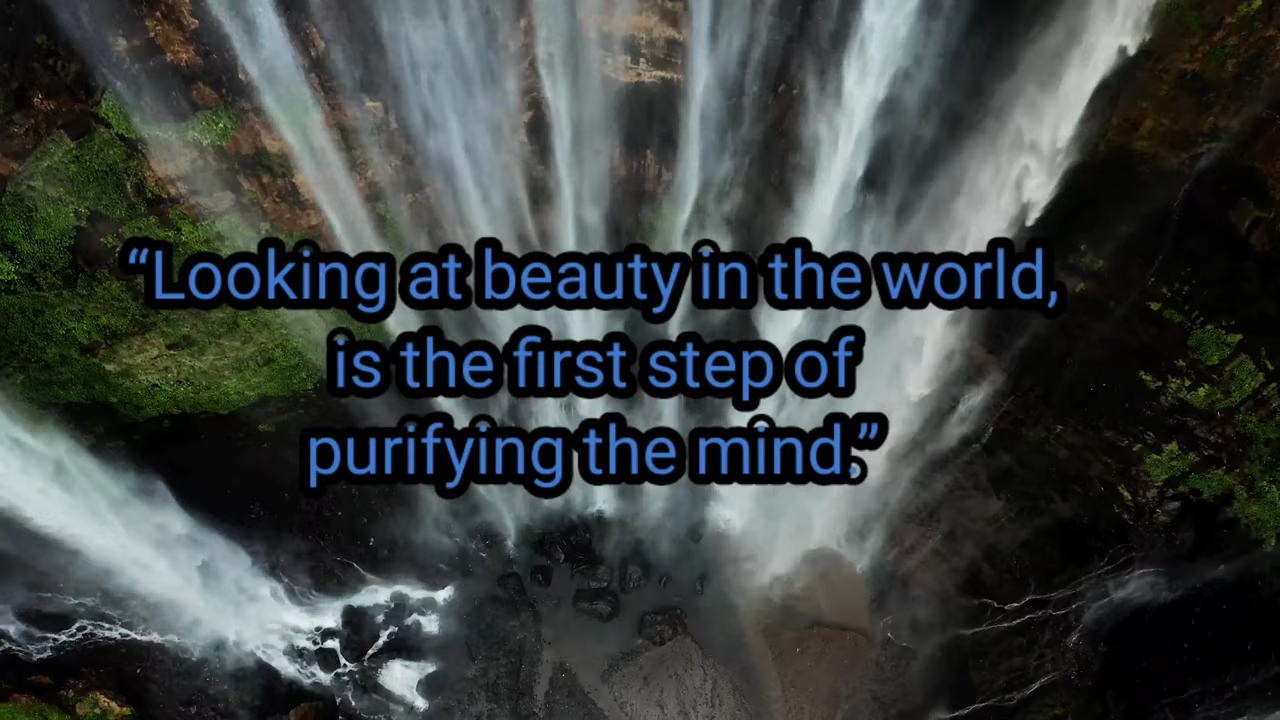 “Looking at beauty in the world,
is the first step of
purifying the mind.”